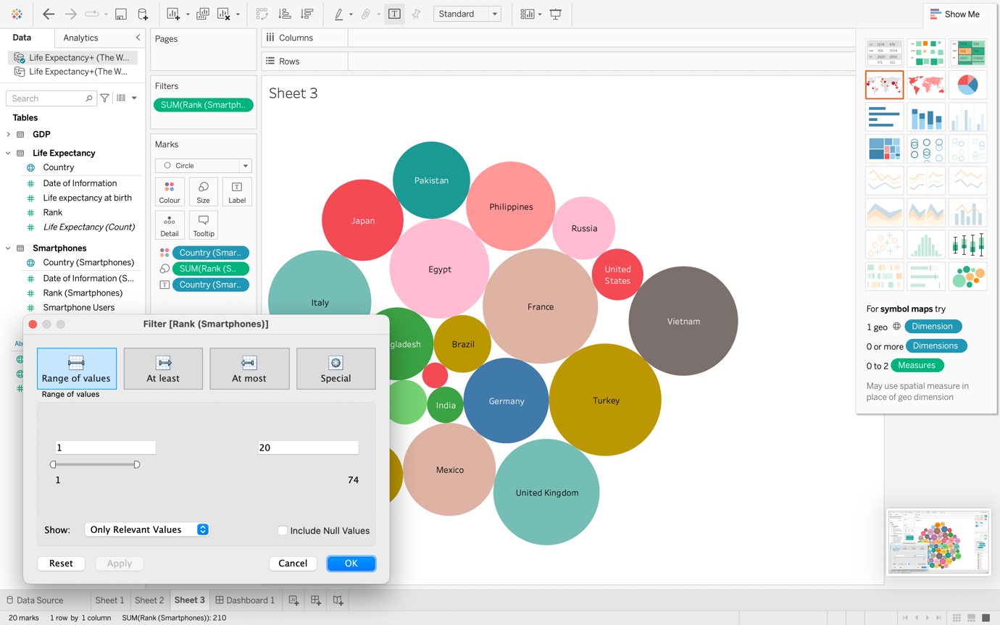 Standard
Show Me
Data
Analytics
Pages
Columns
Rows
Life Expectancy+ (The W...
Life Expectancy+(The W...
Search
Tables
GDP
Life Expectancy
Country
Date of Information
Life expectancy at birth
Rank
Life Expectancy (Count)
Smartphones
Country (Smartphones)
Date of Information (S...
Rank (Smartphones)
Smartphone Users
Filters
SUM(Rank (Smartph..
Marks
Circle
Colour
Size
Label
Detail
Tooltip
Country (Smar..
SUM(Rank (S..
Country (Smar..
Sheet 3
Pakistan
Philippines
Japan
Russia
Egypt
United
States
Italy
France
Vietnam
gladesh
Brazil
India
Germany
Turkey
Mexico
United Kingdom
For symbol maps try
1 geo
Dimension
0 or more
Dimensions
0 to 2
Measures
May use spatial measure in
place of geo dimension
Filter [Rank (Smartphones)]
Range of values
At least
At most
Special
Range of values
1
20
1
74
Show:
Only Relevant Values
Include Null Values
Reset
Apply
Cancel
OK
Data Source
Sheet 1
Sheet 2
Sheet 3
Dashboard 1
20 marks
1 row by 1 column
SUM(Rank (Smartphones)): 210